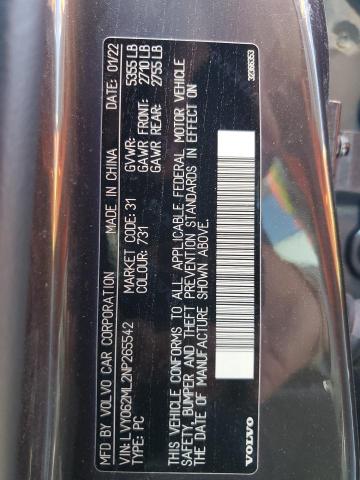 MFD BY VOLVO CAR CORPORATION MADE IN CHINA 01/22
VIN: LVY062ML2NP265542 GVWR: 5355 LB
TYPE: PC MARKET CODE: 31 GAWR FRONT: 2710 LB
COLOUR: 731 GAWR REAR: 2755 LB
THIS VEHICLE CONFORMS TO ALL APPLICABLE FEDERAL MOTOR VEHICLE
SAFETY, BUMPER AND THEFT PREVENTION STANDARDS IN EFFECT ON
THE DATE OF MANUFACTURE SHOWN ABOVE.
VOLVO 32366353